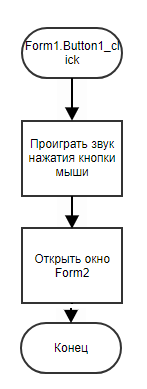 Form1.Button1_cl
ick
Проиграть звук
нажатия кнопки
мыши
Открыть окно
Form2
Конец